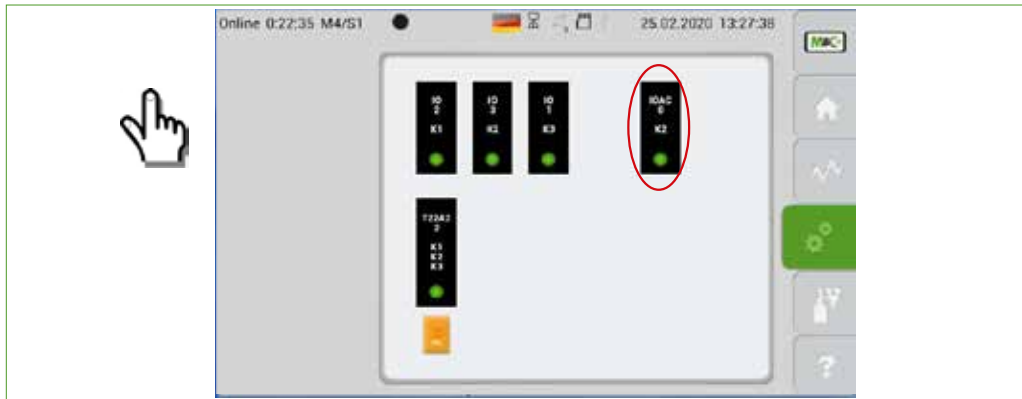 Online 0:22:35 M4/S1 25.02.2020 13:27:38
IO
2
K1
IO
3
K2
IO
1
K3
IOAC
0
K2
T22A2
2
K1
K2
K3
?